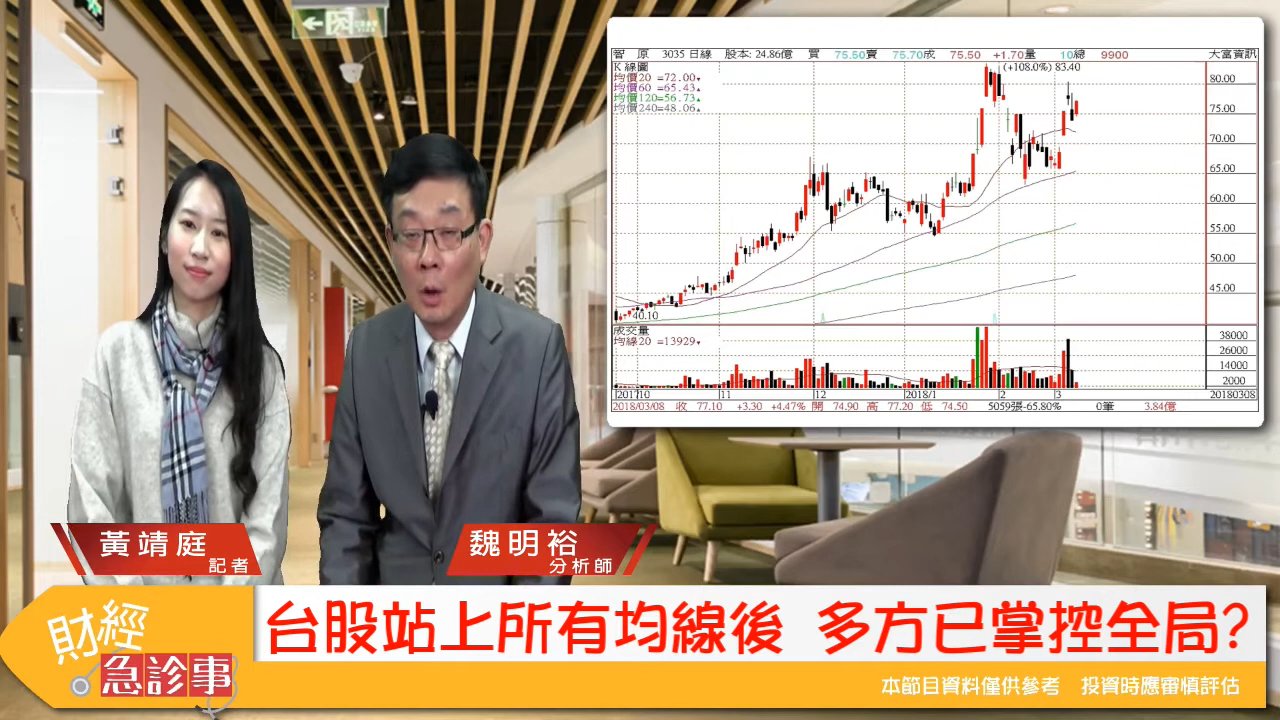 智 原 3035 日線 股本: 24.86億 買 75.50賣 75.70成 75.50 +1.70量 10總 9900 大富資訊
K 線圖
均價20 =72.00▼
均價60 =65.43▲
均價120=56.73▲
均價240=48.06▲
(+108.0%) 83.40
80.00
75.00
70.00
65.00
60.00
55.00
50.00
45.00
40.10
成交量
均線20 =13929▼
38000
26000
14000
2000
11 12 2018/1 2 3 20180308
2018/03/08 收 77.10 +3.30 +4.47% 開 74.90 高 77.20 低 74.50 5059張-65.80% 0筆 3.84億
黃靖庭
記者
魏明裕
分析師
財經
急診事
台股站上所有均線後 多方已掌控全局?
本節目資料僅供參考 投資時應審慎評估